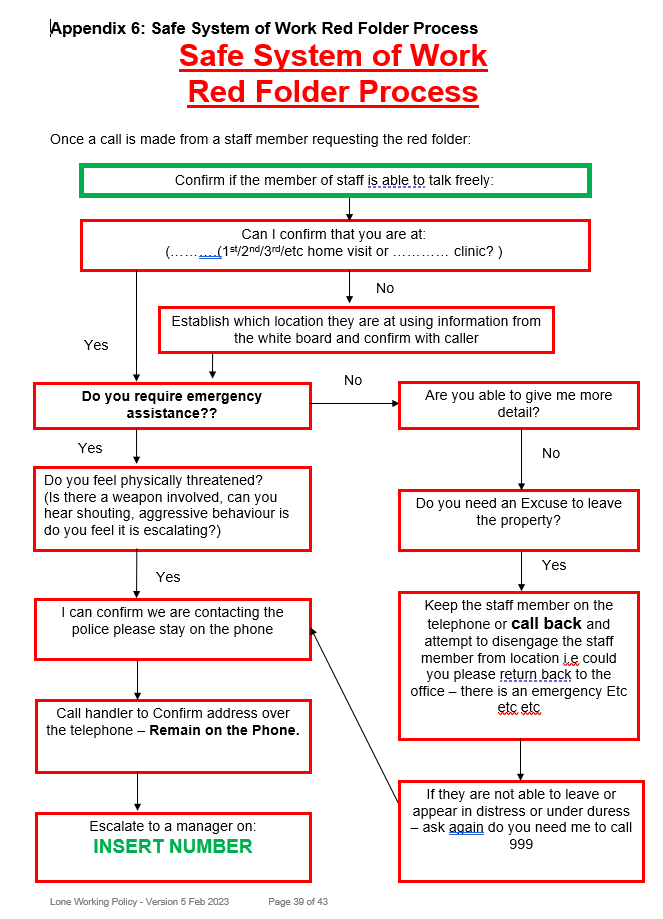 Appendix 6: Safe System of Work Red Folder Process
Safe System of Work
Red Folder Process
Once a call is made from a staff member requesting the red folder:
Confirm if the member of staff is able to talk freely:
Can I confirm that you are at:
(……….(1st/2nd/3rd/etc home visit or ………… clinic? )
No
Establish which location they are at using information from
the white board and confirm with caller
Yes
No
Do you require emergency
assistance??
Are you able to give me more
detail?
Yes
No
Do you feel physically threatened?
(Is there a weapon involved, can you
hear shouting, aggressive behaviour is
do you feel it is escalating?)
Do you need an Excuse to leave
the property?
Yes
Yes
I can confirm we are contacting the
police please stay on the phone
Keep the staff member on the
telephone or call back and
attempt to disengage the staff
member from location i.e could
you please return back to the
office – there is an emergency Etc
etc etc
Call handler to Confirm address over
the telephone – Remain on the Phone.
If they are not able to leave or
appear in distress or under duress
– ask again do you need me to call
999
Escalate to a manager on:
INSERT NUMBER
Lone Working Policy - Version 5 Feb 2023 Page 39 of 43